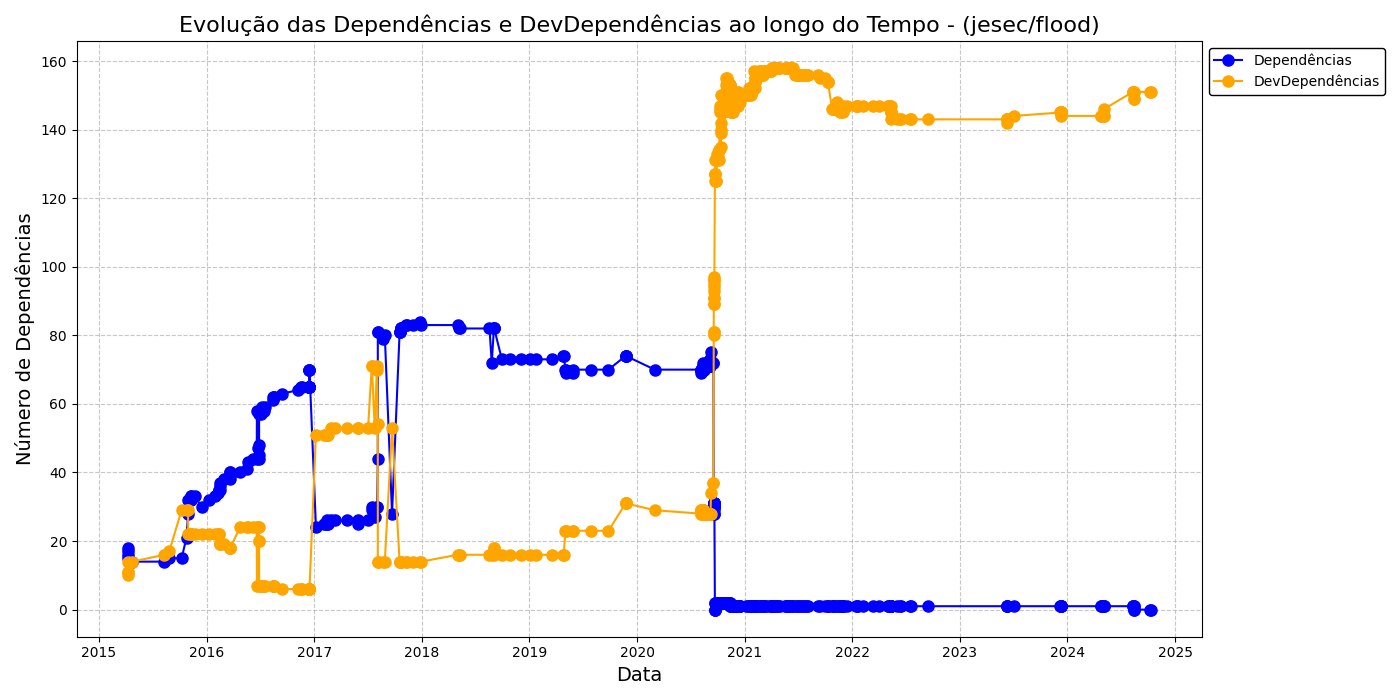 Evolução das Dependências e DevDependências ao longo do Tempo - (jesec/flood)
Dependências
DevDependências
Número de Dependências
160
140
120
100
80
60
40
20
0
2015 2016 2017 2018 2019 2020 2021 2022 2023 2024 2025
Data